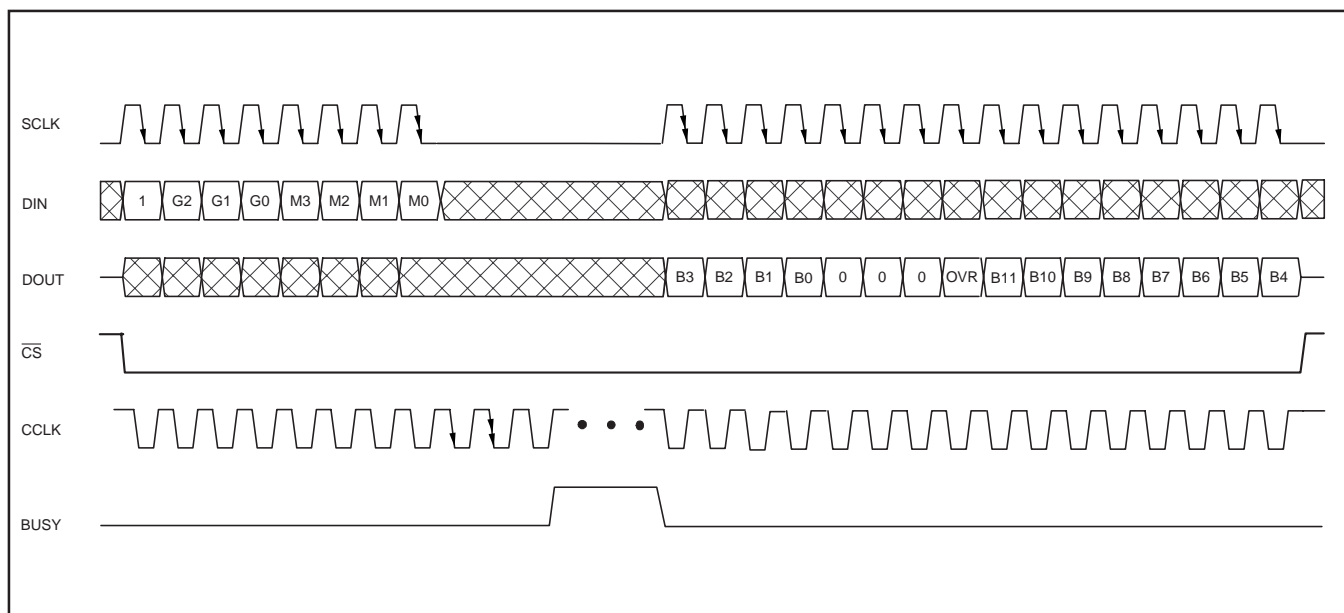 SCLK
DIN 1 G2 G1 G0 M3 M2 M1 M0
DOUT B3 B2 B1 B0 0 0 0 OVR B11 B10 B9 B8 B7 B6 B5 B4
CS
CCLK
BUSY